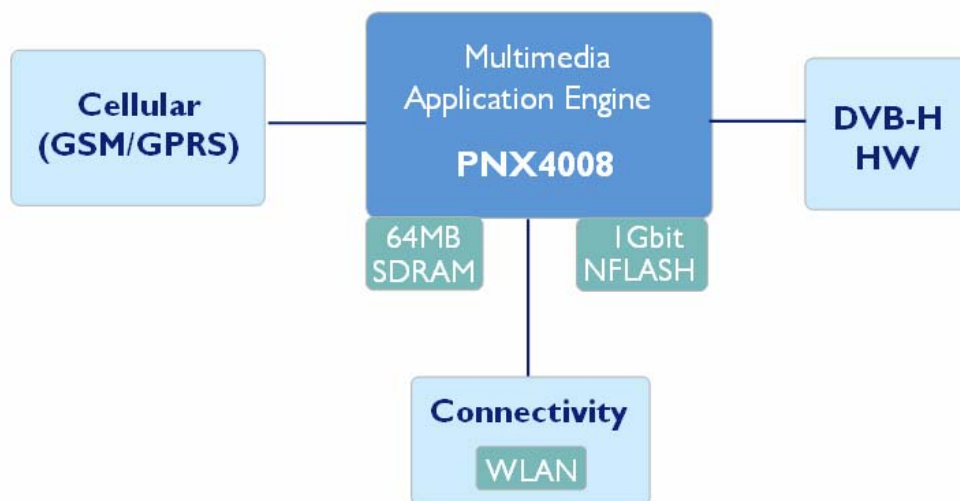 Multimedia
Application Engine
PNX4008
Cellular
(GSM/GPRS)
DVB-H
HW
64MB
SDRAM
1Gbit
NFLASH
Connectivity
WLAN